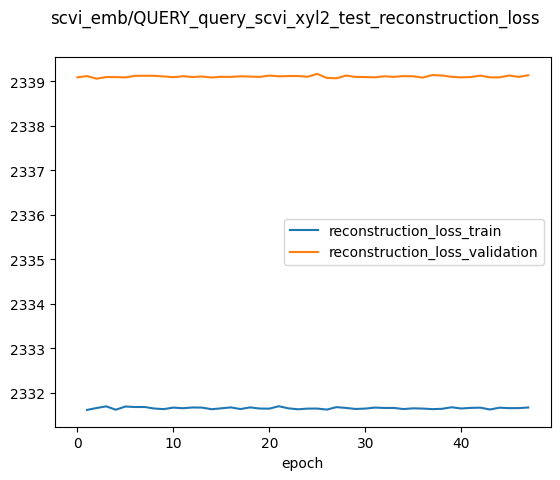 scvi_emb/QUERY_query_scvi_xyl2_test_reconstruction_loss
2339
2338
2337
2336
2335
2334
2333
2332
reconstruction_loss_train
reconstruction_loss_validation
0 10 20 30 40
epoch